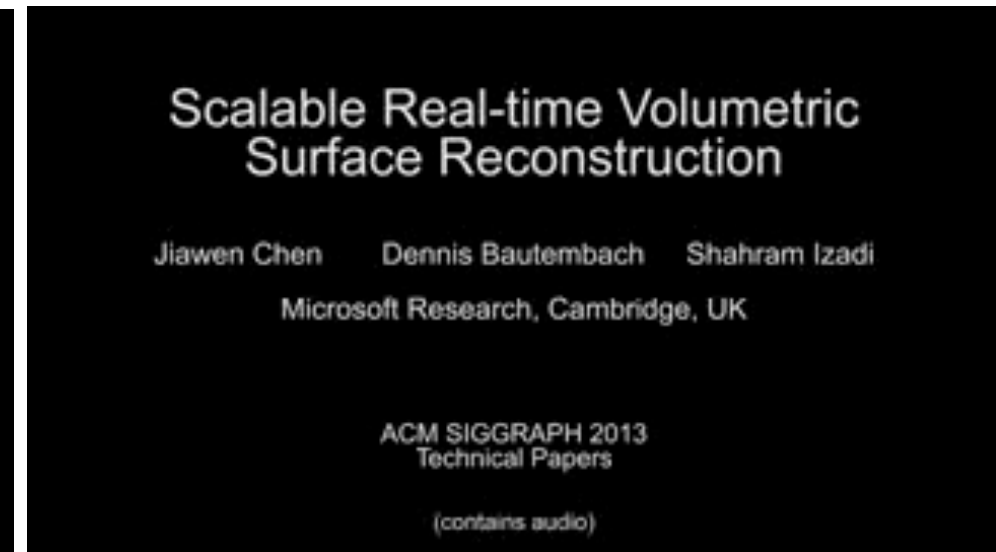 Scalable Real-time Volumetric
Surface Reconstruction
Jiawen Chen Dennis Bautembach Shahram Izadi
Microsoft Research, Cambridge, UK
ACM SIGGRAPH 2013
Technical Papers
(contains audio)